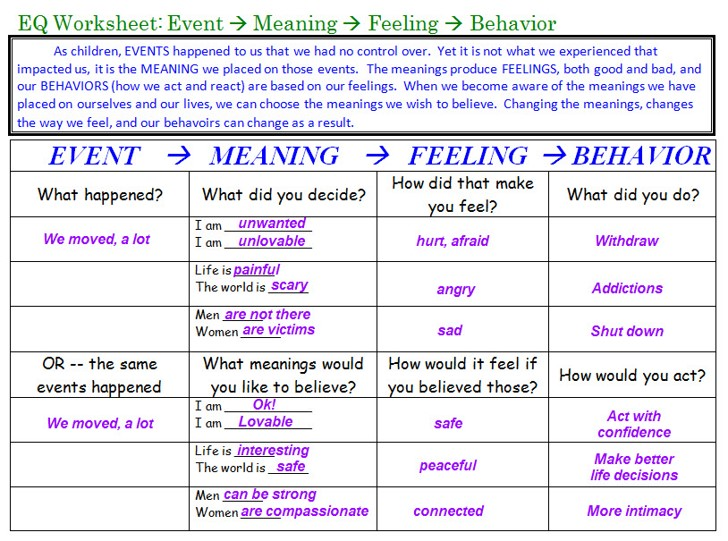 EQ Worksheet: Event → Meaning → Feeling → Behavior
As children, EVENTS happened to us that we had no control over. Yet it is not what we experienced that
impacted us, it is the MEANING we placed on those events. The meanings produce FEELINGS, both good and bad, and
our BEHAVIORS (how we act and react) are based on our feelings. When we become aware of the meanings we have
placed on ourselves and our lives, we can choose the meanings we wish to believe. Changing the meanings, changes
the way we feel, and our behavoirs can change as a result.
EVENT → MEANING → FEELING → BEHAVIOR
What happened?
What did you decide?
How did that make
you feel?
What did you do?
We moved, a lot
I am unwanted
I am unlovable
hurt, afraid
Withdraw
Life is painful
The world is scary
angry
Addictions
Men are not there
Women are victims
sad
Shut down
OR -- the same
events happened
What meanings would
you like to believe?
How would it feel if
you believed those?
How would you act?
We moved, a lot
I am Ok!
I am Lovable
safe
Act with
confidence
Life is interesting
The world is safe
peaceful
Make better
life decisions
Men can be strong
Women are compassionate
connected
More intimacy